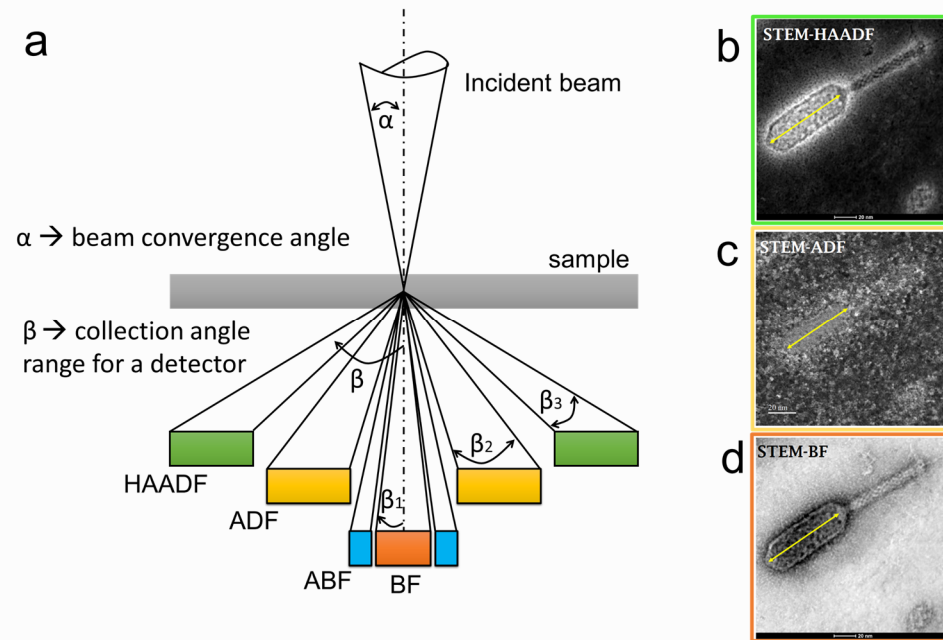 a
Incident beam
α
α → beam convergence angle
sample
β → collection angle
range for a detector
β
β3
β2
β1
HAADF
ADF
ABF
BF
b
STEM-HAADF
20 nm
c
STEM-ADF
20 nm
d
STEM-BF
20 nm